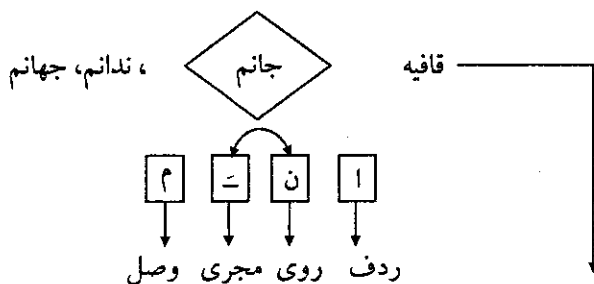 قافیه جانم ، ندانم، جهانم
ا ن ـَ م
ردف روی مجری وصل